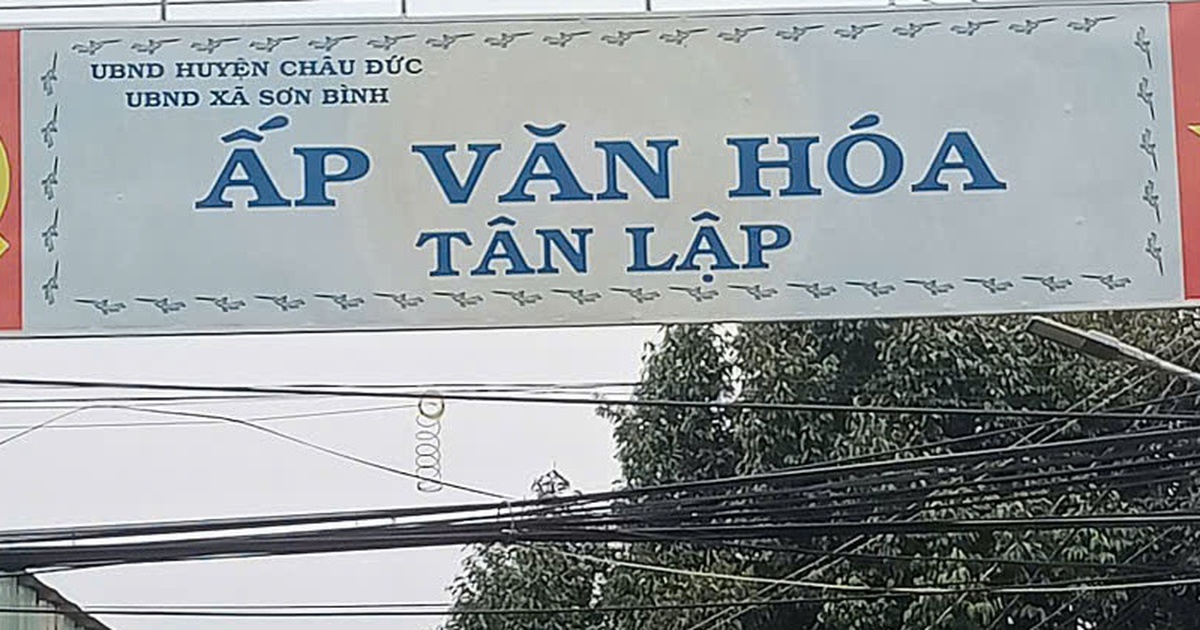 UBND HUYỆN CHÂU ĐỨC
UBND XÃ SƠN BÌNH
ẤP VĂN HÓA
TÂN LẬP